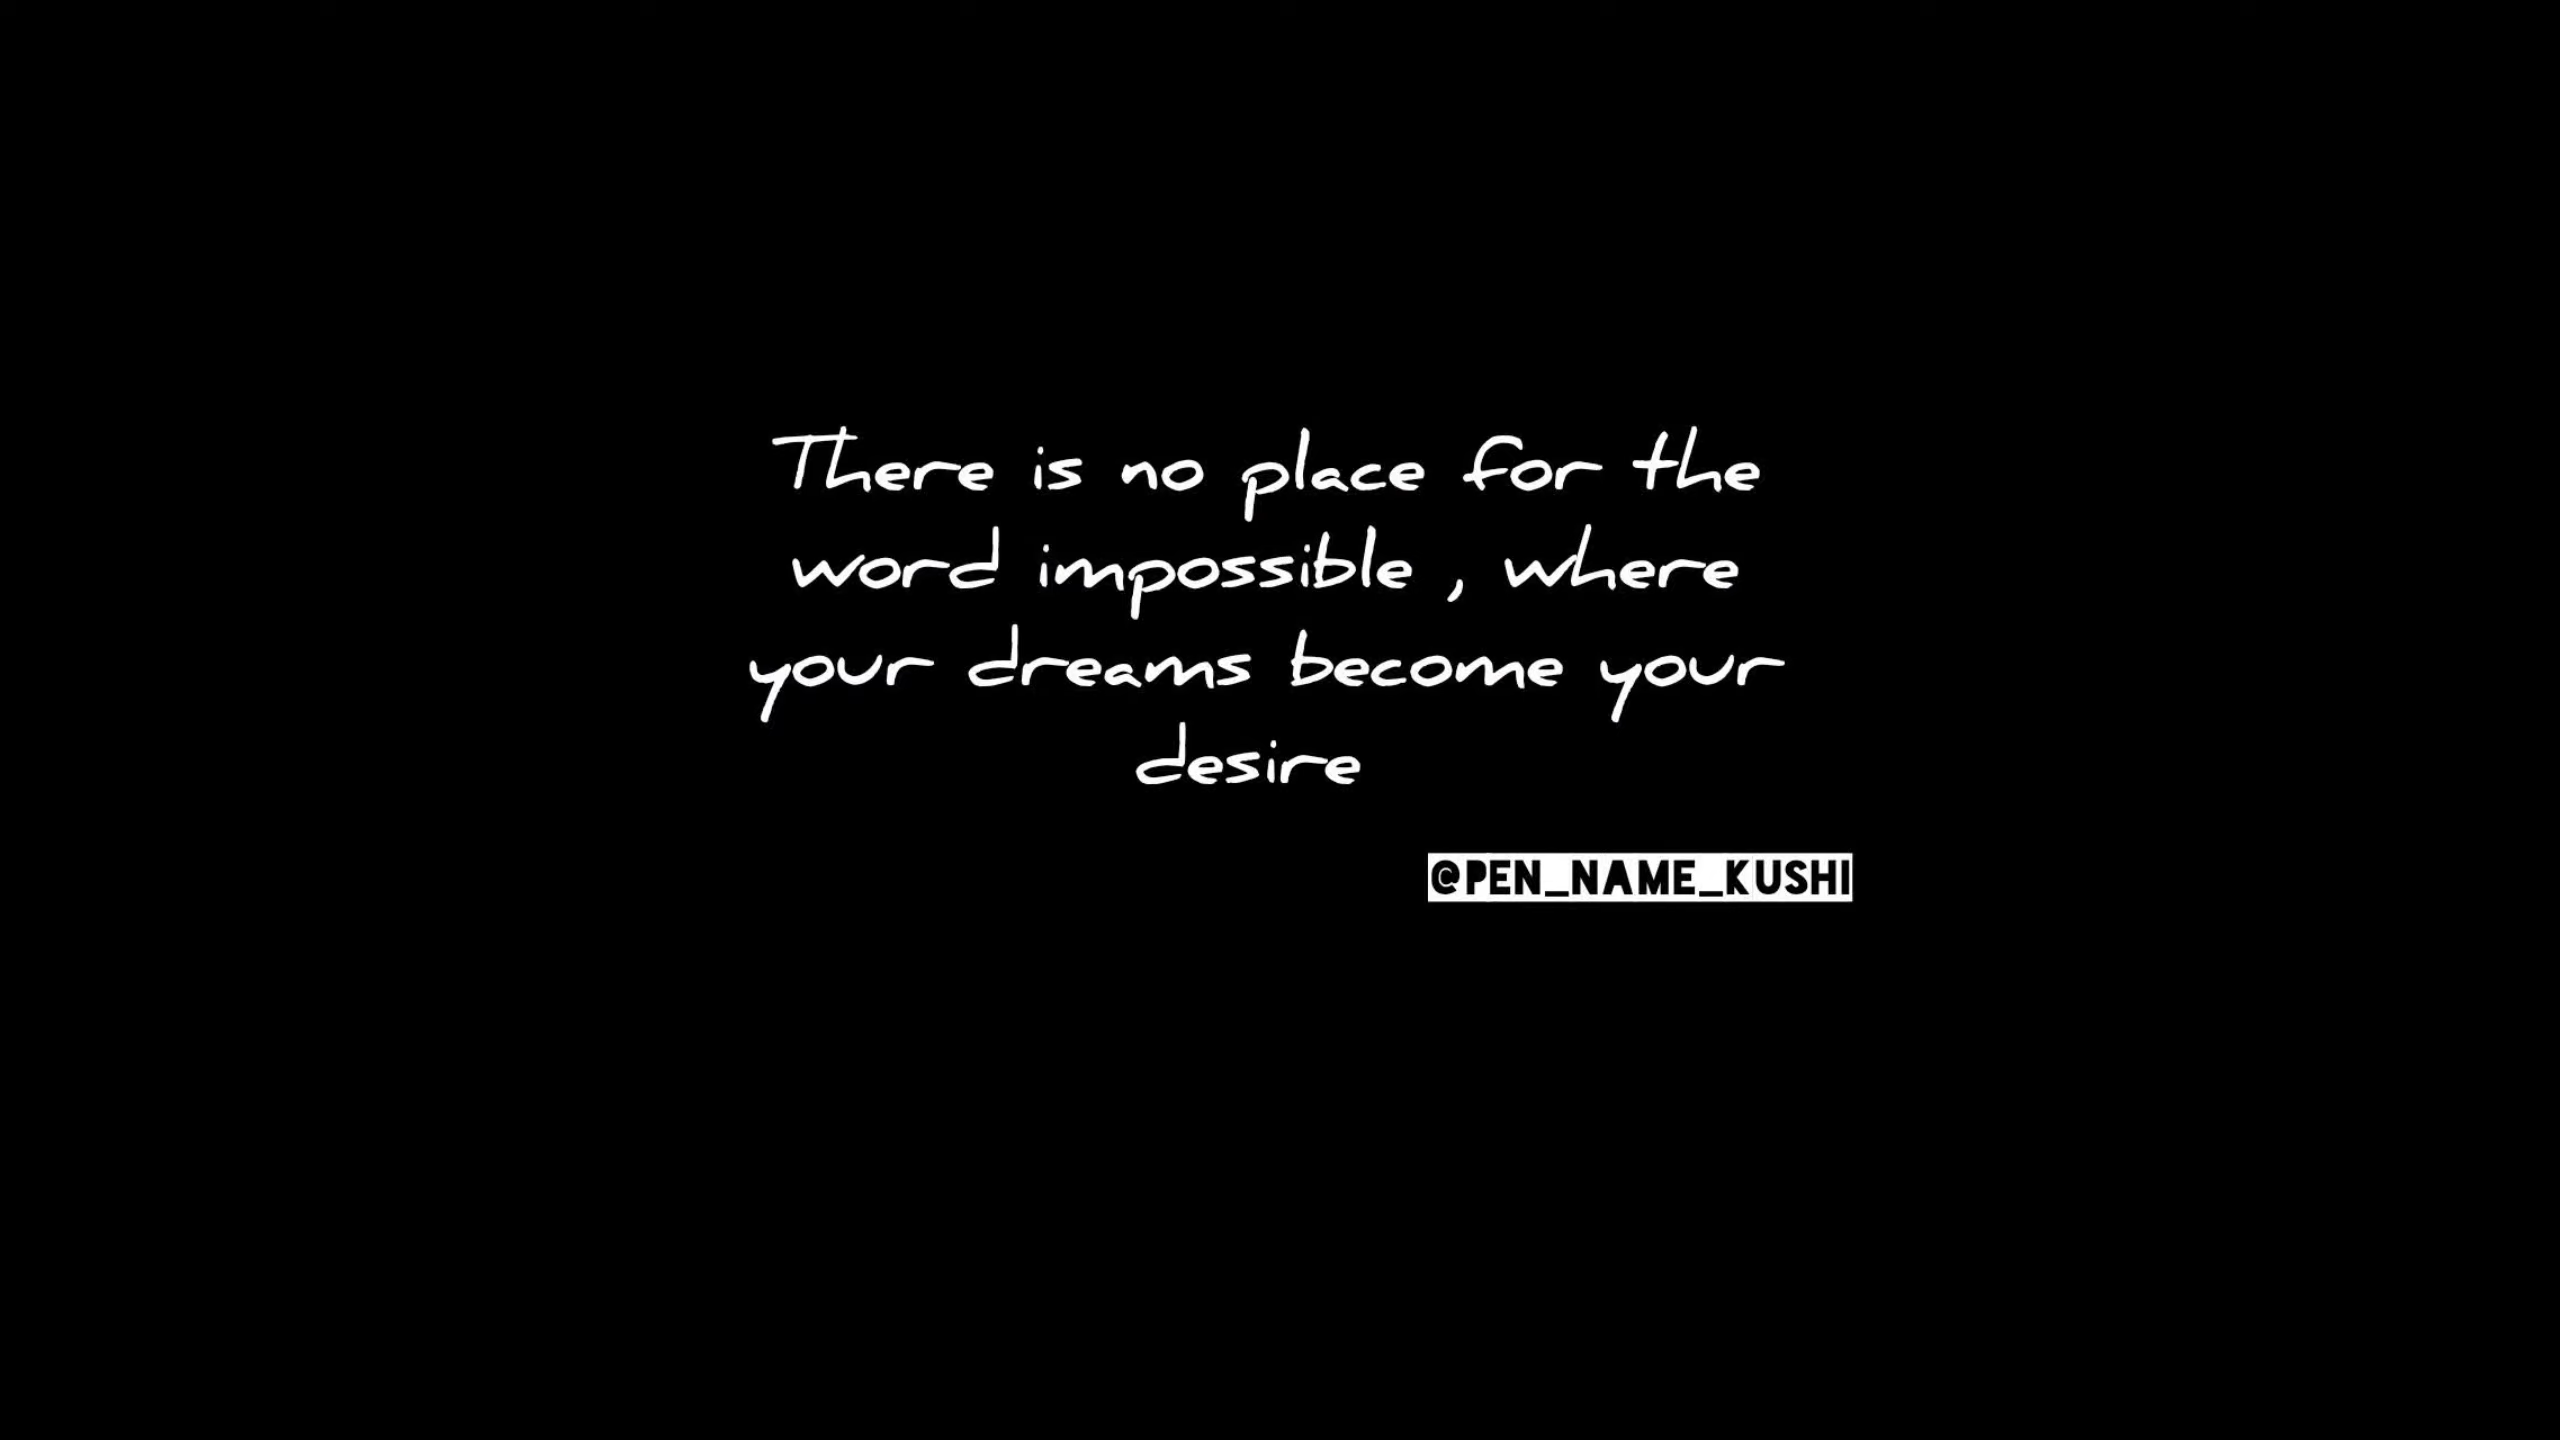 There is no place for the
word impossible , where
your dreams become your
desire
@PEN_NAME_KUSHI